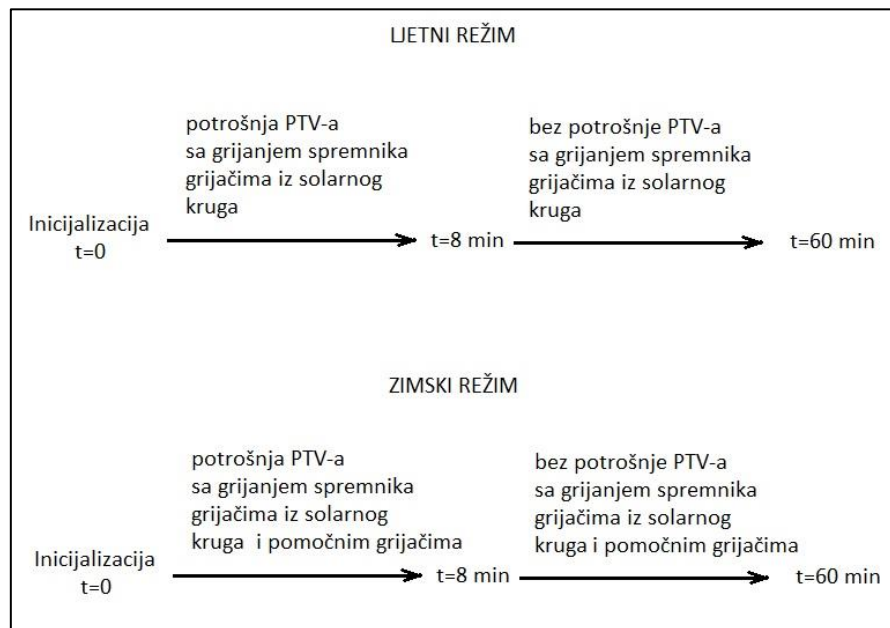 LJETNI REŽIM
potrošnja PTV-a
sa grijanjem spremnika
grijačima iz solarnog
kruga
bez potrošnje PTV-a
sa grijanjem spremnika
grijačima iz solarnog
kruga
Inicijalizacija
t=0
t=8 min
t=60 min
ZIMSKI REŽIM
potrošnja PTV-a
sa grijanjem spremnika
grijačima iz solarnog
kruga i pomočnim grijačima
bez potrošnje PTV-a
sa grijanjem spremnika
grijačima iz solarnog
kruga i pomočnim grijačima
Inicijalizacija
t=0
t=8 min
t=60 min